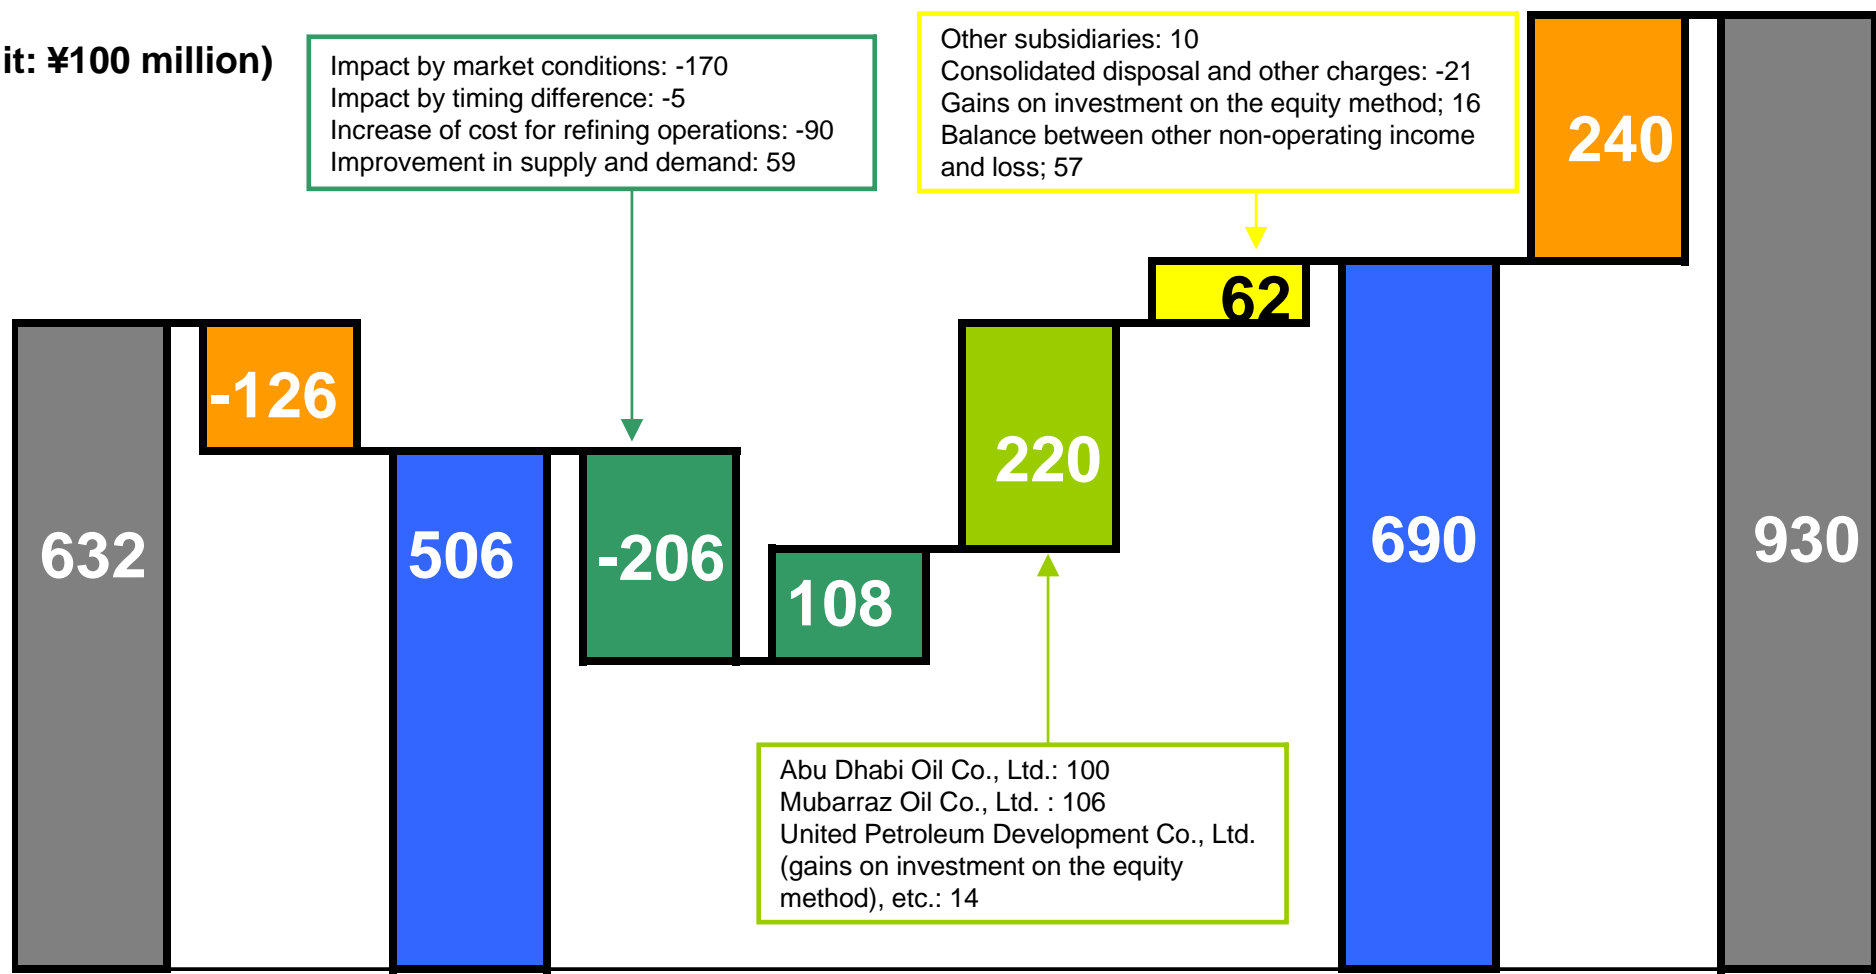 it: ¥100 million)
Impact by market conditions: -170
Impact by timing difference: -5
Increase of cost for refining operations: -90
Improvement in supply and demand: 59
Other subsidiaries: 10
Consolidated disposal and other charges: -21
Gains on investment on the equity method; 16
Balance between other non-operating income
and loss; 57
240
62
-126
220
632
506
-206
108
690
930
Abu Dhabi Oil Co., Ltd.: 100
Mubarraz Oil Co., Ltd. : 106
United Petroleum Development Co., Ltd.
(gains on investment on the equity
method), etc.: 14